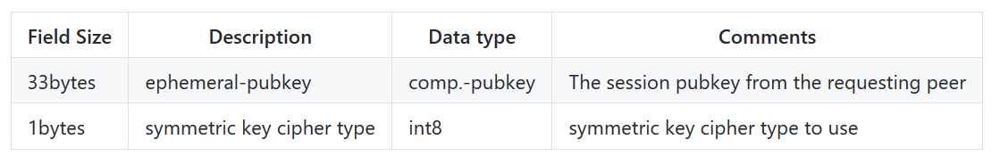 Field Size Description Data type Comments
33bytes ephemeral-pubkey comp.-pubkey The session pubkey from the requesting peer
1bytes symmetric key cipher type int8 symmetric key cipher type to use